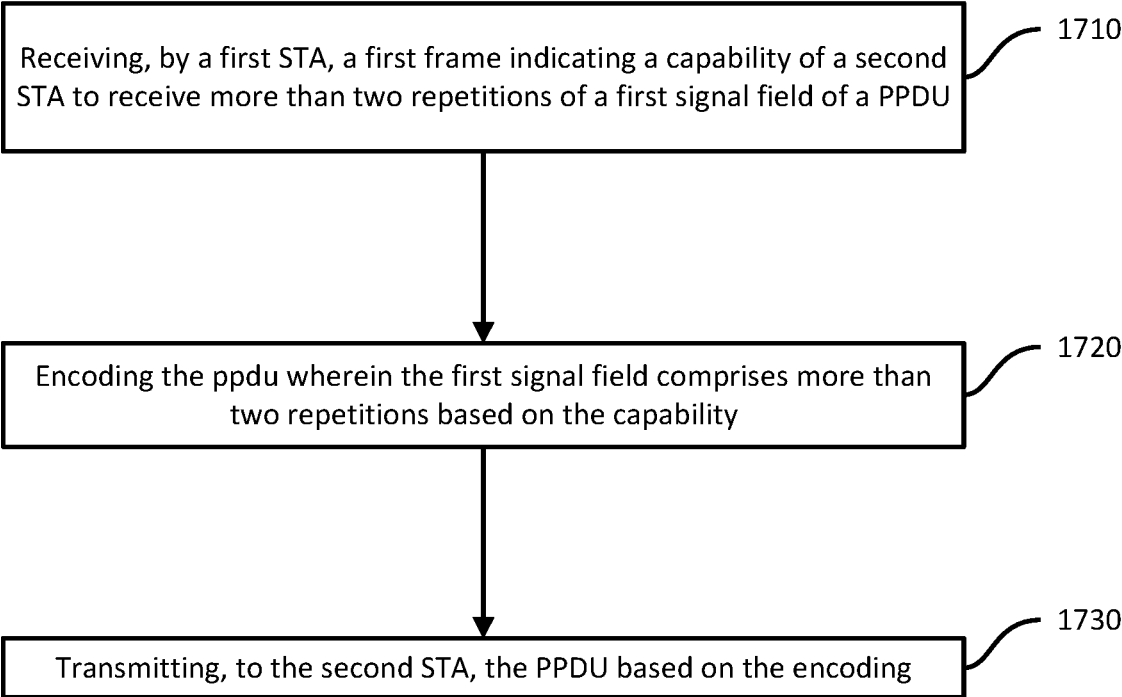 1710
Receiving, by a first STA, a first frame indicating a capability of a second
STA to receive more than two repetitions of a first signal field of a PPDU
1720
Encoding the ppdu wherein the first signal field comprises more than
two repetitions based on the capability
1730
Transmitting, to the second STA, the PPDU based on the encoding